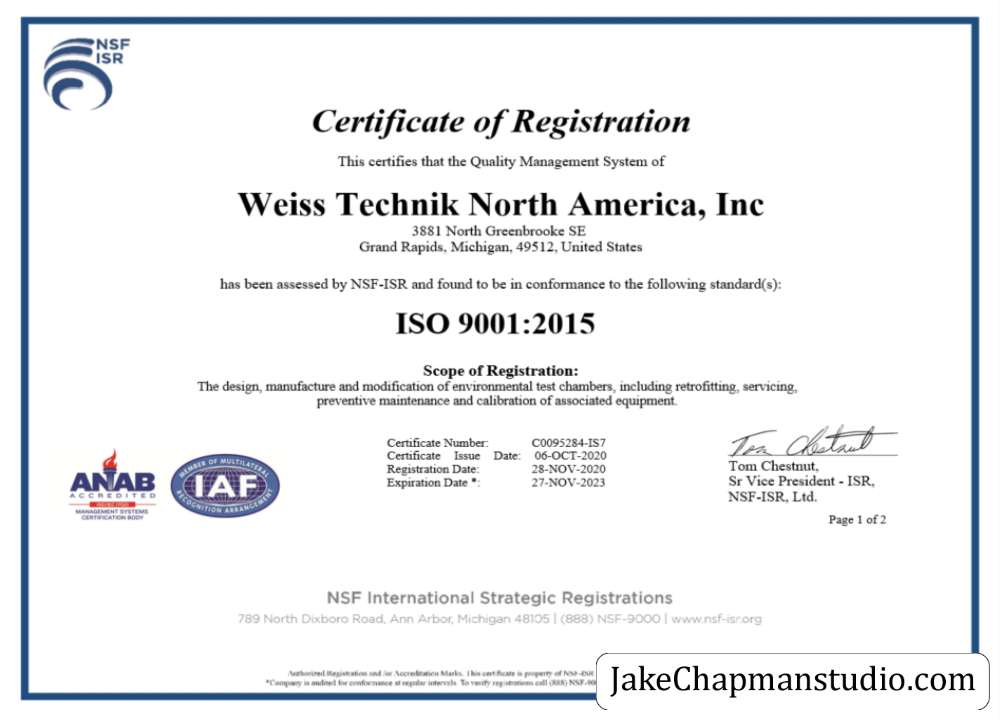 NSF
ISR
Certificate of Registration
This certifies that the Quality Management System of
Weiss Technik North America, Inc
3881 North Greenbrooke SE
Grand Rapids, Michigan, 49512, United States
has been assessed by NSF-ISR and found to be in conformance to the following standard(s):
ISO 9001:2015
Scope of Registration:
The design, manufacture and modification of environmental test chambers, including retrofitting, servicing,
preventive maintenance and calibration of associated equipment.
ANAB
ACCREDITED
MANAGEMENT SYSTEMS
CERTIFICATION BODY
MEMBER OF MULTILATERAL
IAF
RECOGNITION ARRANGEMENT
Certificate Number: C0095284-IS7
Certificate Issue Date: 06-OCT-2020
Registration Date: 28-NOV-2020
Expiration Date *: 27-NOV-2023
Tom Chestnut
Tom Chestnut,
Sr Vice President - ISR,
NSF-ISR, Ltd.
Page 1 of 2
NSF International Strategic Registrations
789 North Dixboro Road, Ann Arbor, Michigan 48105 | (888) NSF-9000 | www.nsf-isr.org
Authorized Registration and /or Accreditation Marks. This certificate is property of NSF-ISR
*Company is audited for conformance at regular intervals. To verify registrations call (888) NSF-90
JakeChapmanstudio.com